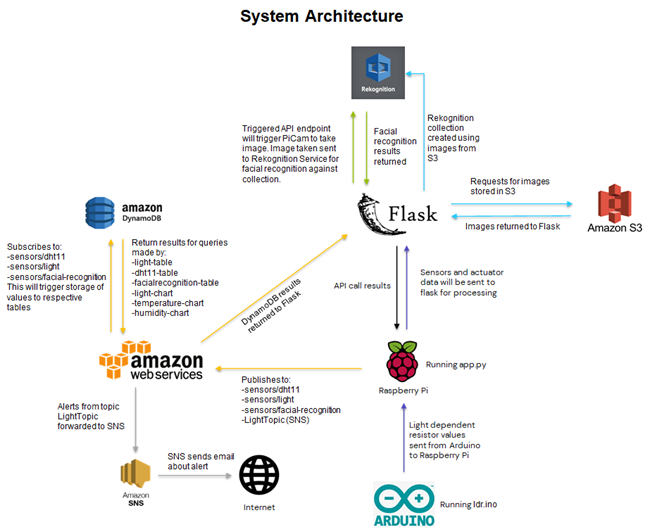 System Architecture
Rekognition
Triggered API endpoint
will trigger PiCam to take
image. Image taken sent
to Rekognition Service for
facial recognition against
collection.
Facial
recognition
results
returned
Rekognition
collection
created using
images from
S3
amazon
DynamoDB
Flask
Requests for images
stored in S3
Images returned to Flask
Amazon S3
Subscribes to:
-sensors/dht11
-sensors/light
-sensors/facial-recognition
This will trigger storage of
values to respective
tables
Return results for queries
made by:
-light-table
-dht11-table
-facialrecognition-table
-light-chart
-temperature-chart
-humidity-chart
DynamoDB results
returned to Flask
API call results
Sensors and actuator
data will be sent to
flask for processing
amazon
web services
Publishes to:
-sensors/dht11
-sensors/light
-sensors/facial-recognition
-LightTopic (SNS)
Running app.py
Raspberry Pi
Alerts from topic
LightTopic
forwarded to SNS
Light dependent
resistor values
sent from Arduino
to Raspberry Pi
SNS sends email
about alert
Amazon
SNS
Internet
ARDUINO
Running ldr.ino